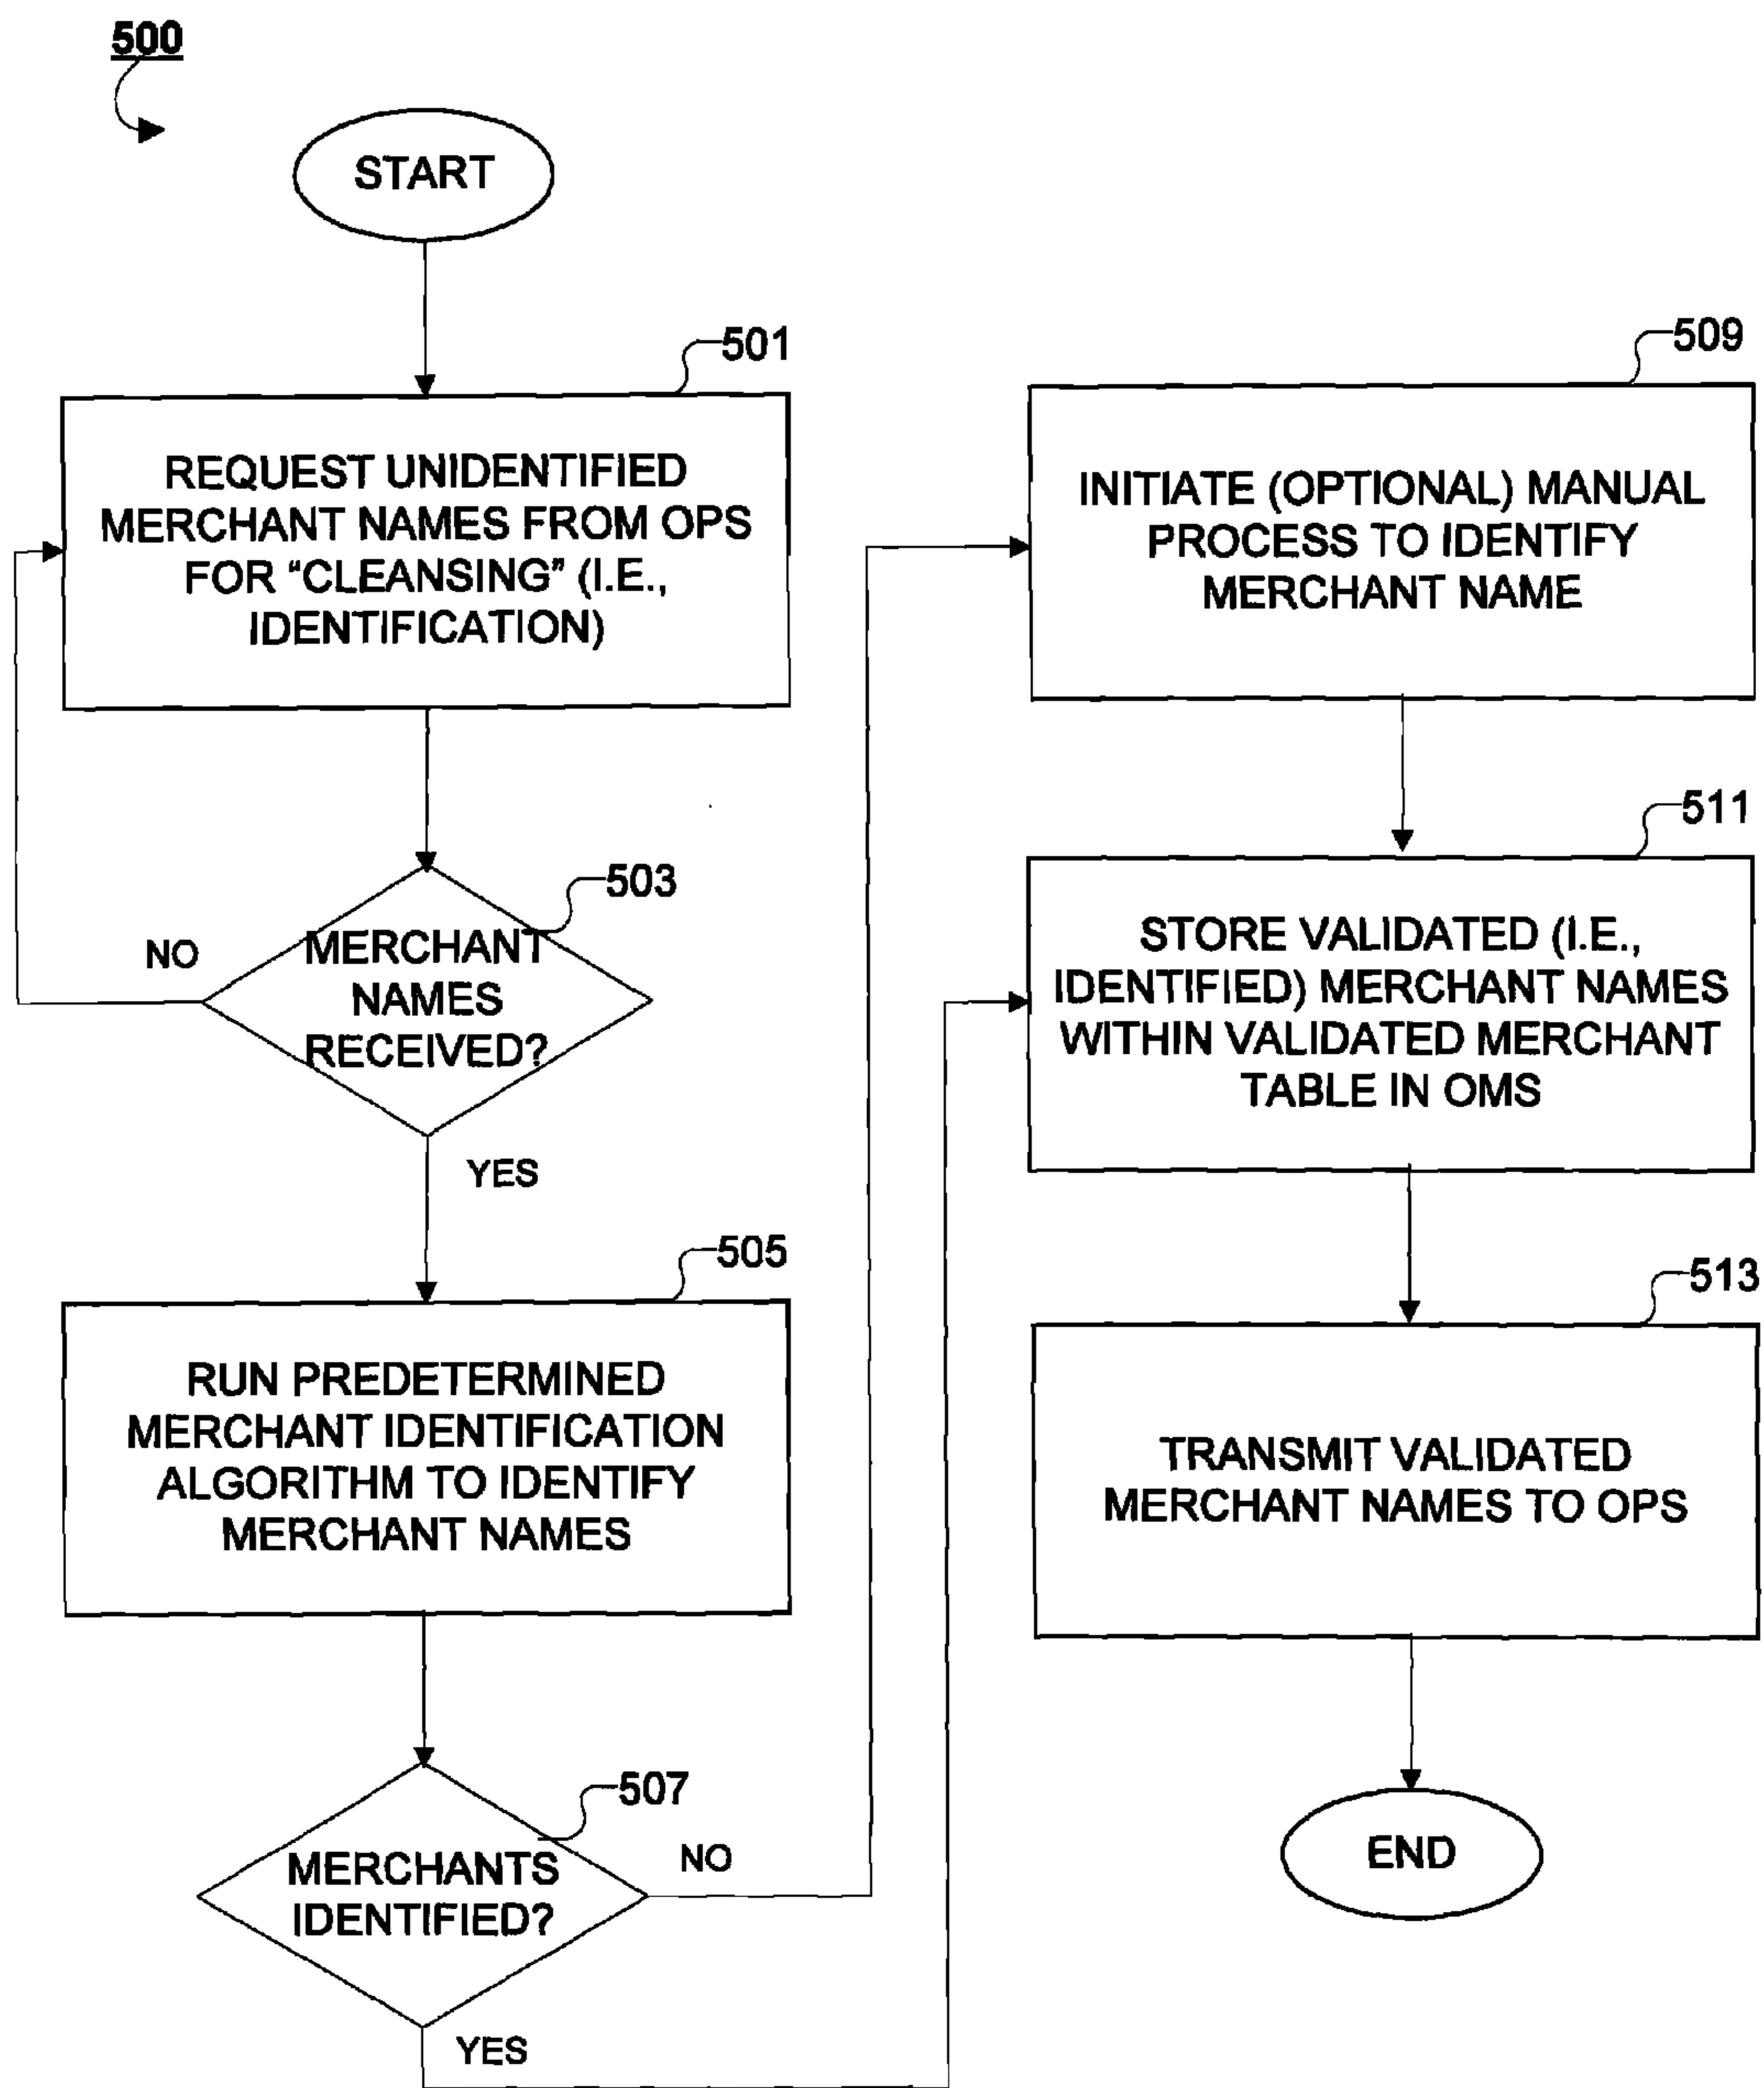 500
START
501
REQUEST UNIDENTIFIED
MERCHANT NAMES FROM OPS
FOR “CLEANSING” (I.E.,
IDENTIFICATION)
503
NO
MERCHANT
NAMES
RECEIVED?
YES
505
RUN PREDETERMINED
MERCHANT IDENTIFICATION
ALGORITHM TO IDENTIFY
MERCHANT NAMES
507
MERCHANTS
IDENTIFIED?
NO
YES
509
INITIATE (OPTIONAL) MANUAL
PROCESS TO IDENTIFY
MERCHANT NAME
511
STORE VALIDATED (I.E.,
IDENTIFIED) MERCHANT NAMES
WITHIN VALIDATED MERCHANT
TABLE IN OMS
513
TRANSMIT VALIDATED
MERCHANT NAMES TO OPS
END